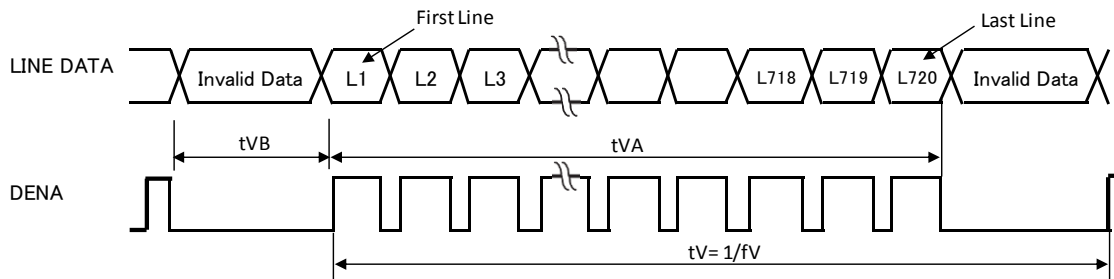 First Line
Last Line
LINE DATA
Invalid Data L1 L2 L3 L718 L719 L720 Invalid Data
tVB tVA
DENA
tV= 1/fV